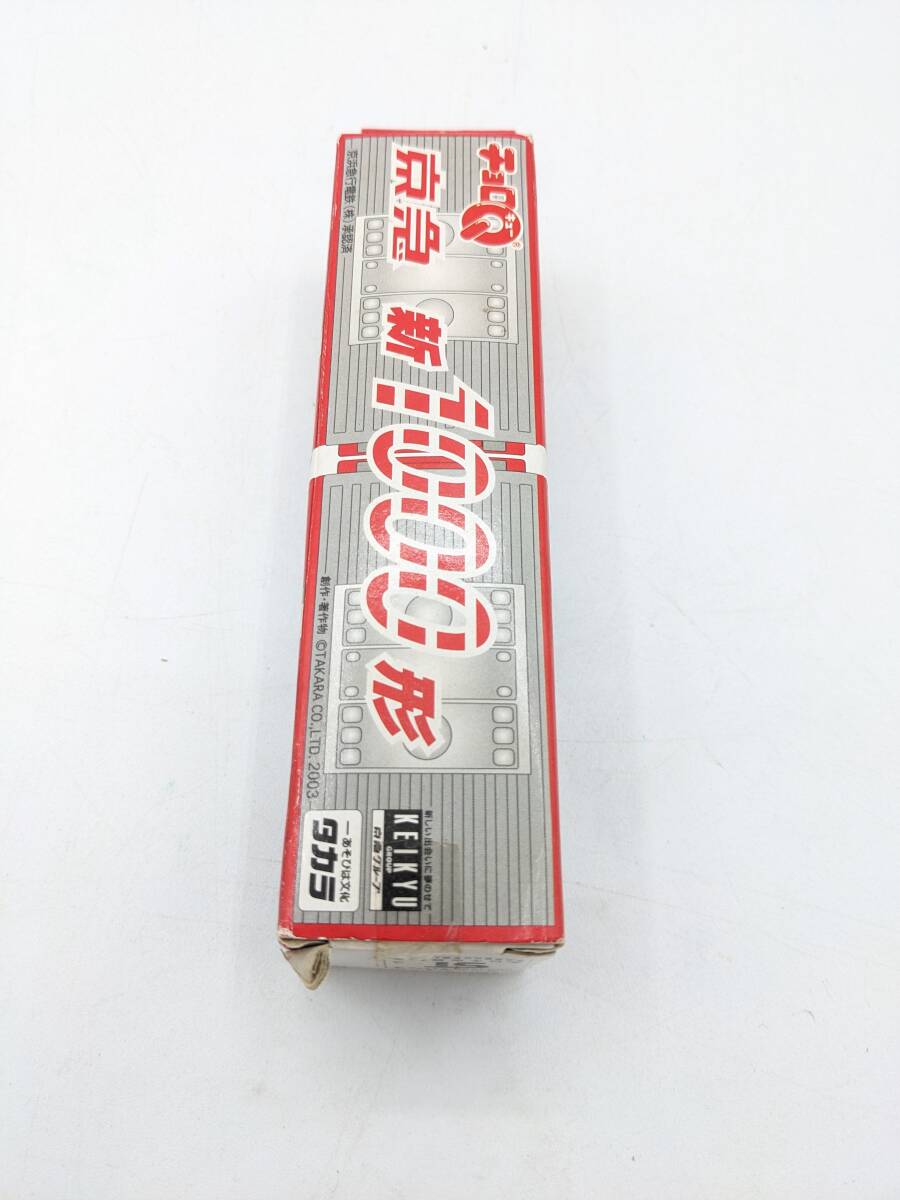 チョロQ
キュー
®
京急
新1000形
京浜急行電鉄(株)承認済
創作・著作物 ©TAKARA CO.,LTD. 2003
新しい出会いに夢のせて
KEIKYU
GROUP
京急グループ
—あそびは文化
タカラ